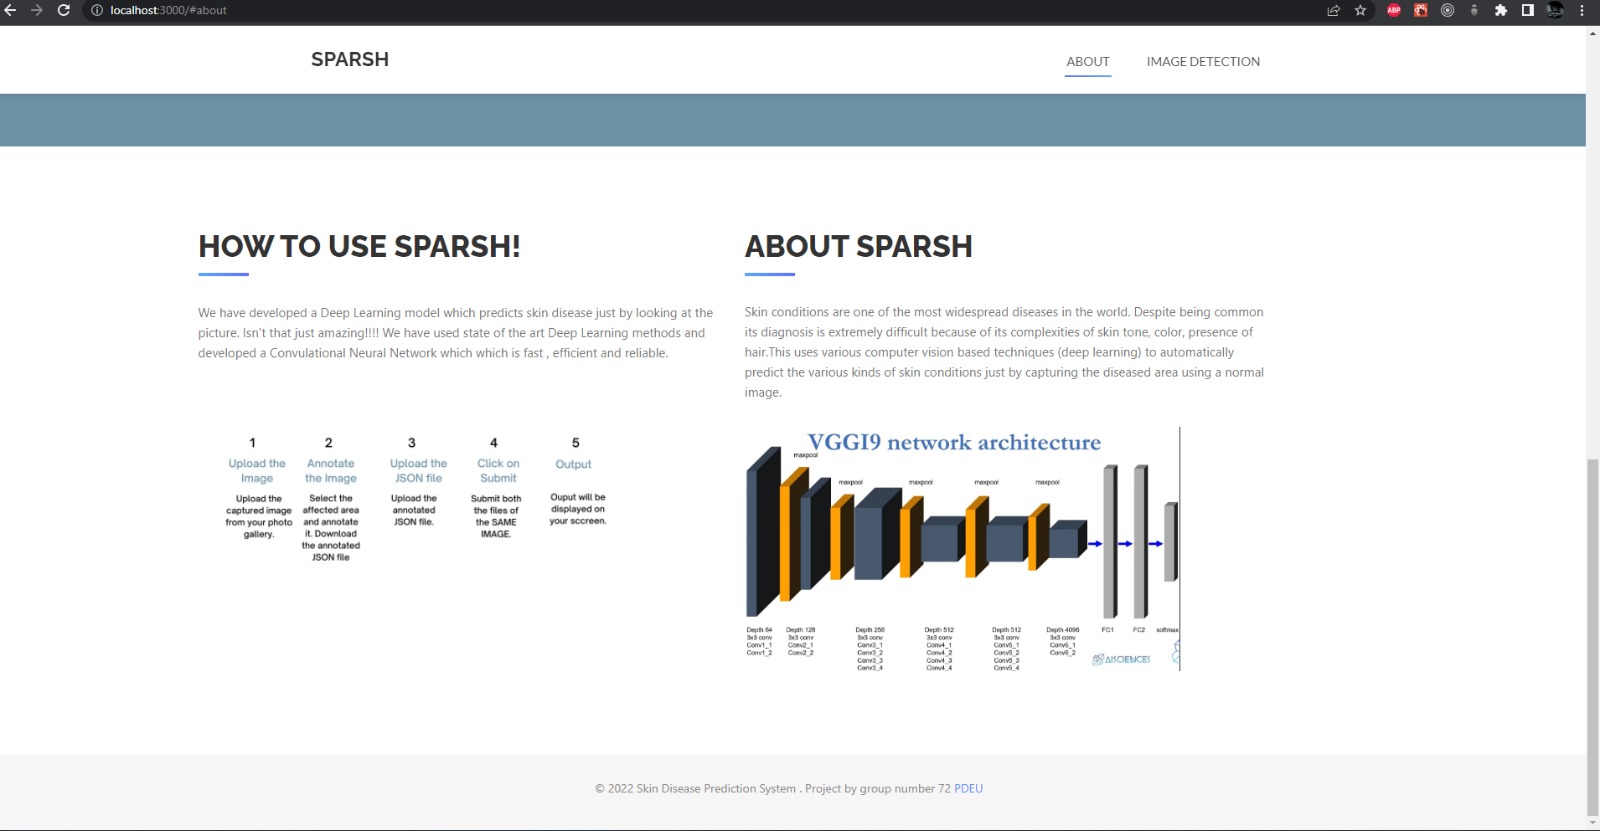 localhost:3000/#about
ABP
SPARSH
ABOUT
IMAGE DETECTION
HOW TO USE SPARSH!
We have developed a Deep Learning model which predicts skin disease just by looking at the
picture. Isn't that just amazing!!!! We have used state of the art Deep Learning methods and
developed a Convulational Neural Network which which is fast , efficient and reliable.
1
Upload the
Image
Upload the
captured image
from your photo
gallery.
2
Annotate
the Image
Select the
affected area
and annotate
it. Download
the annotated
JSON file
3
Upload the
JSON file
Upload the
annotated
JSON file.
4
Click on
Submit
Submit both
the files of
the SAME
IMAGE.
5
Output
Ouput will be
displayed on
your sccreen.
ABOUT SPARSH
Skin conditions are one of the most widespread diseases in the world. Despite being common
its diagnosis is extremely difficult because of its complexities of skin tone, color, presence of
hair.This uses various computer vision based techniques (deep learning) to automatically
predict the various kinds of skin conditions just by capturing the diseased area using a normal
image.
VGG19 network architecture
maxpool
maxpool
maxpool
maxpool
maxpool
Depth 64
3x3 conv
Conv1_1
Conv1_2
Depth 128
3x3 conv
Conv2_1
Conv2_2
Depth 256
3x3 conv
Conv3_1
Conv3_2
Conv3_3
Conv3_4
Depth 512
3x3 conv
Conv4_1
Conv4_2
Conv4_3
Conv4_4
Depth 512
3x3 conv
Conv5_1
Conv5_2
Conv5_3
Conv5_4
Depth 4096
3x3 conv
Conv6_1
Conv6_2
FC1
FC2
softmax
AISCIENCES
© 2022 Skin Disease Prediction System . Project by group number 72 PDEU